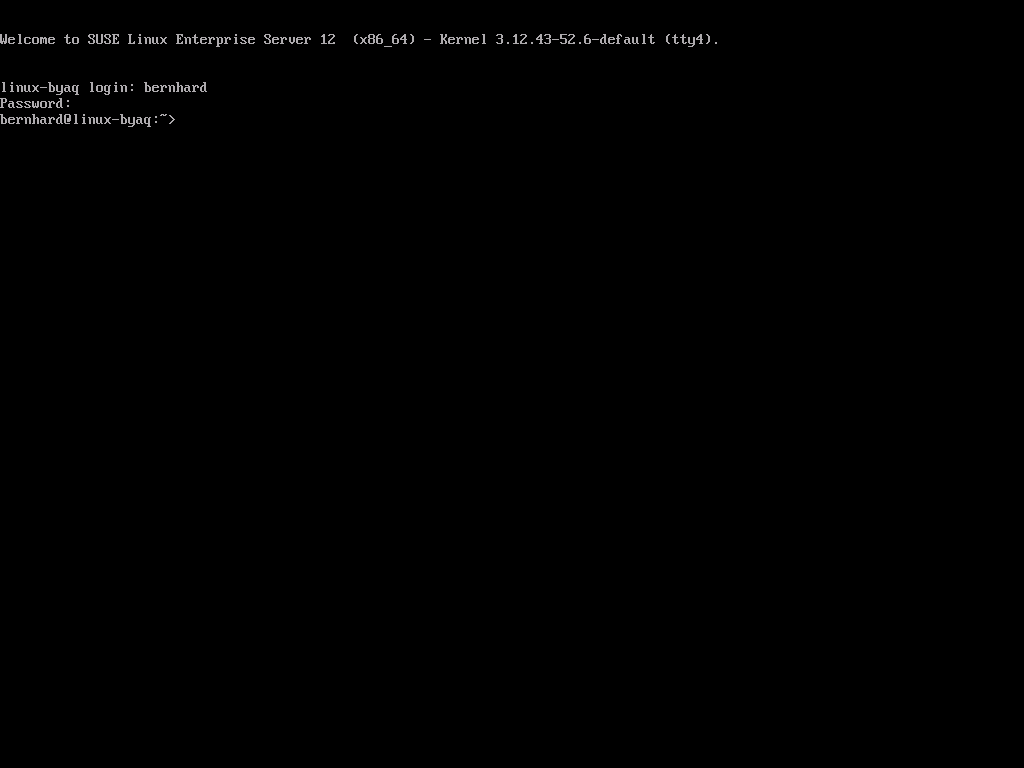 Welcome to SUSE Linux Enterprise Server 12  (x86_64) - Kernel 3.12.43-52.6-default (tty4).
linux-byaq login: bernhard
Password:
bernhard@linux-byaq:~>